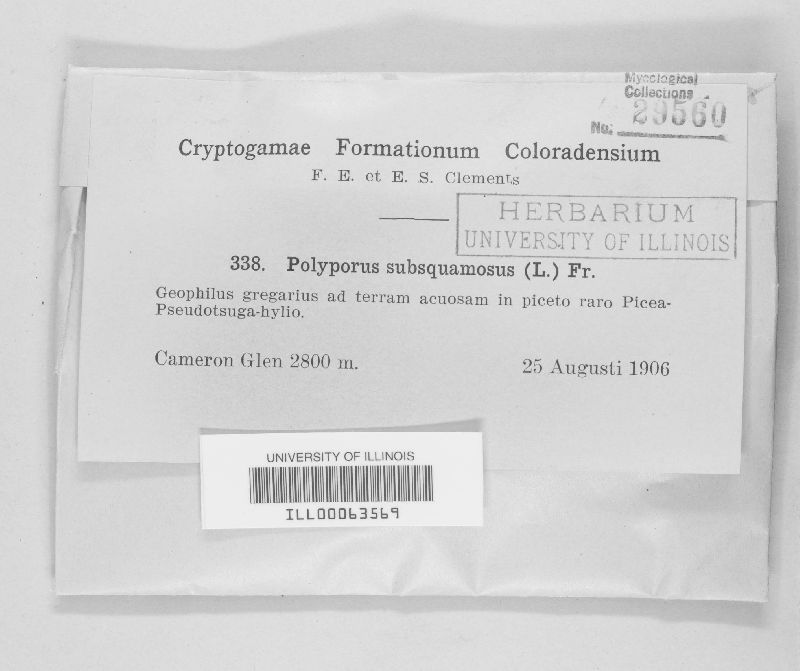 Mycological
Collections
No. 29560
Cryptogamae Formationum Coloradensium
F. E. et E. S. Clements
HERBARIUM
UNIVERSITY OF ILLINOIS
338. Polyporus subsquamosus (L.) Fr.
Geophilus gregarius ad terram acuosam in piceto raro Picea-
Pseudotsuga-hylio.
Cameron Glen 2800 m. 25 Augusti 1906
UNIVERSITY OF ILLINOIS
ILL00063569